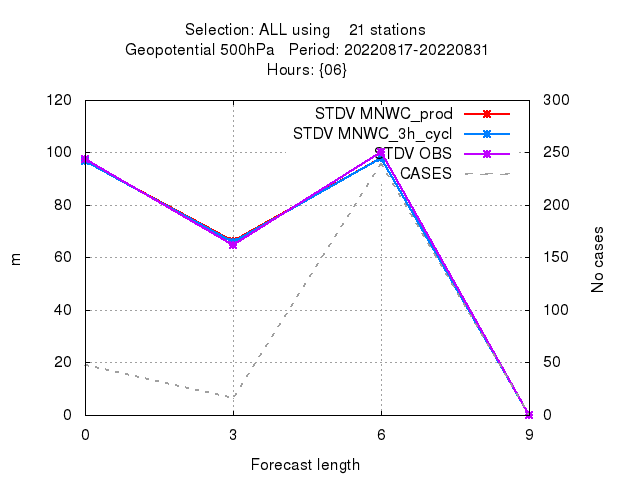 Selection: ALL using    21 stations
Geopotential 500hPa   Period: 20220817-20220831
Hours: {06}
120
100
80
60
40
20
0
300
250
200
150
100
50
0
STDV MNWC_prod
STDV MNWC_3h_cycl
STDV OBS
CASES
m
No cases
0 3 6 9
Forecast length